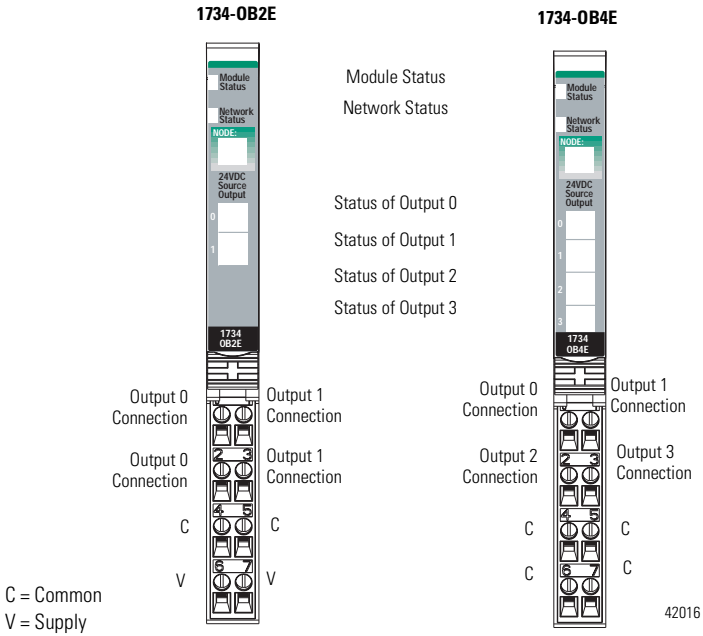 1734-OB2E
1734-OB4E
Module Status
Network Status
Status of Output 0
Status of Output 1
Status of Output 2
Status of Output 3
Module
Status
Network
Status
NODE:
24VDC
Source
Output
0
1
1734
OB2E
Output 0
Connection
Output 1
Connection
2 3
Output 0
Connection
Output 1
Connection
4 5
C
C
6 7
V
V
Module
Status
Network
Status
NODE:
24VDC
Source
Output
0
1
2
3
1734
OB4E
Output 0
Connection
Output 1
Connection
2 3
Output 2
Connection
Output 3
Connection
4 5
C
C
6 7
C
C
C = Common
V = Supply
42016